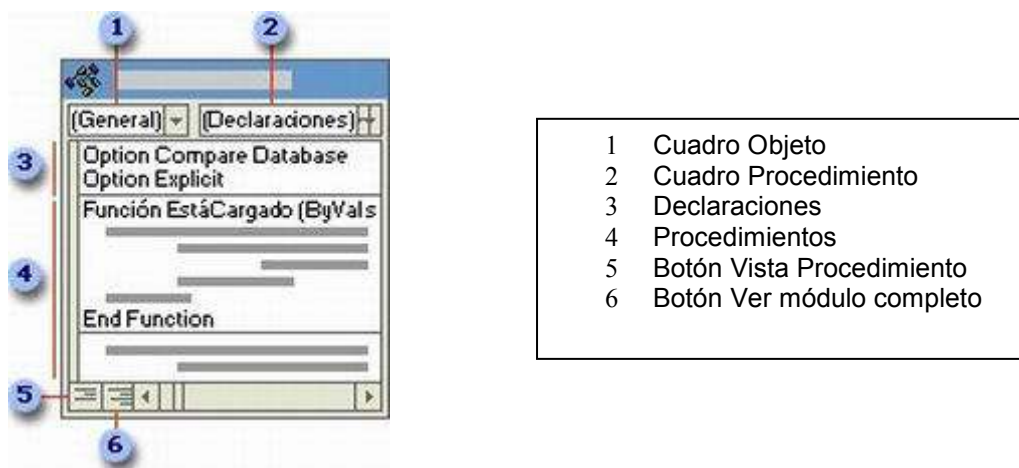 1 2
(General) (Declaraciones)
3 Option Compare Database
Option Explicit
Función EstáCargado (ByVals
4
End Function
5
6
1 Cuadro Objeto
2 Cuadro Procedimiento
3 Declaraciones
4 Procedimientos
5 Botón Vista Procedimiento
6 Botón Ver módulo completo